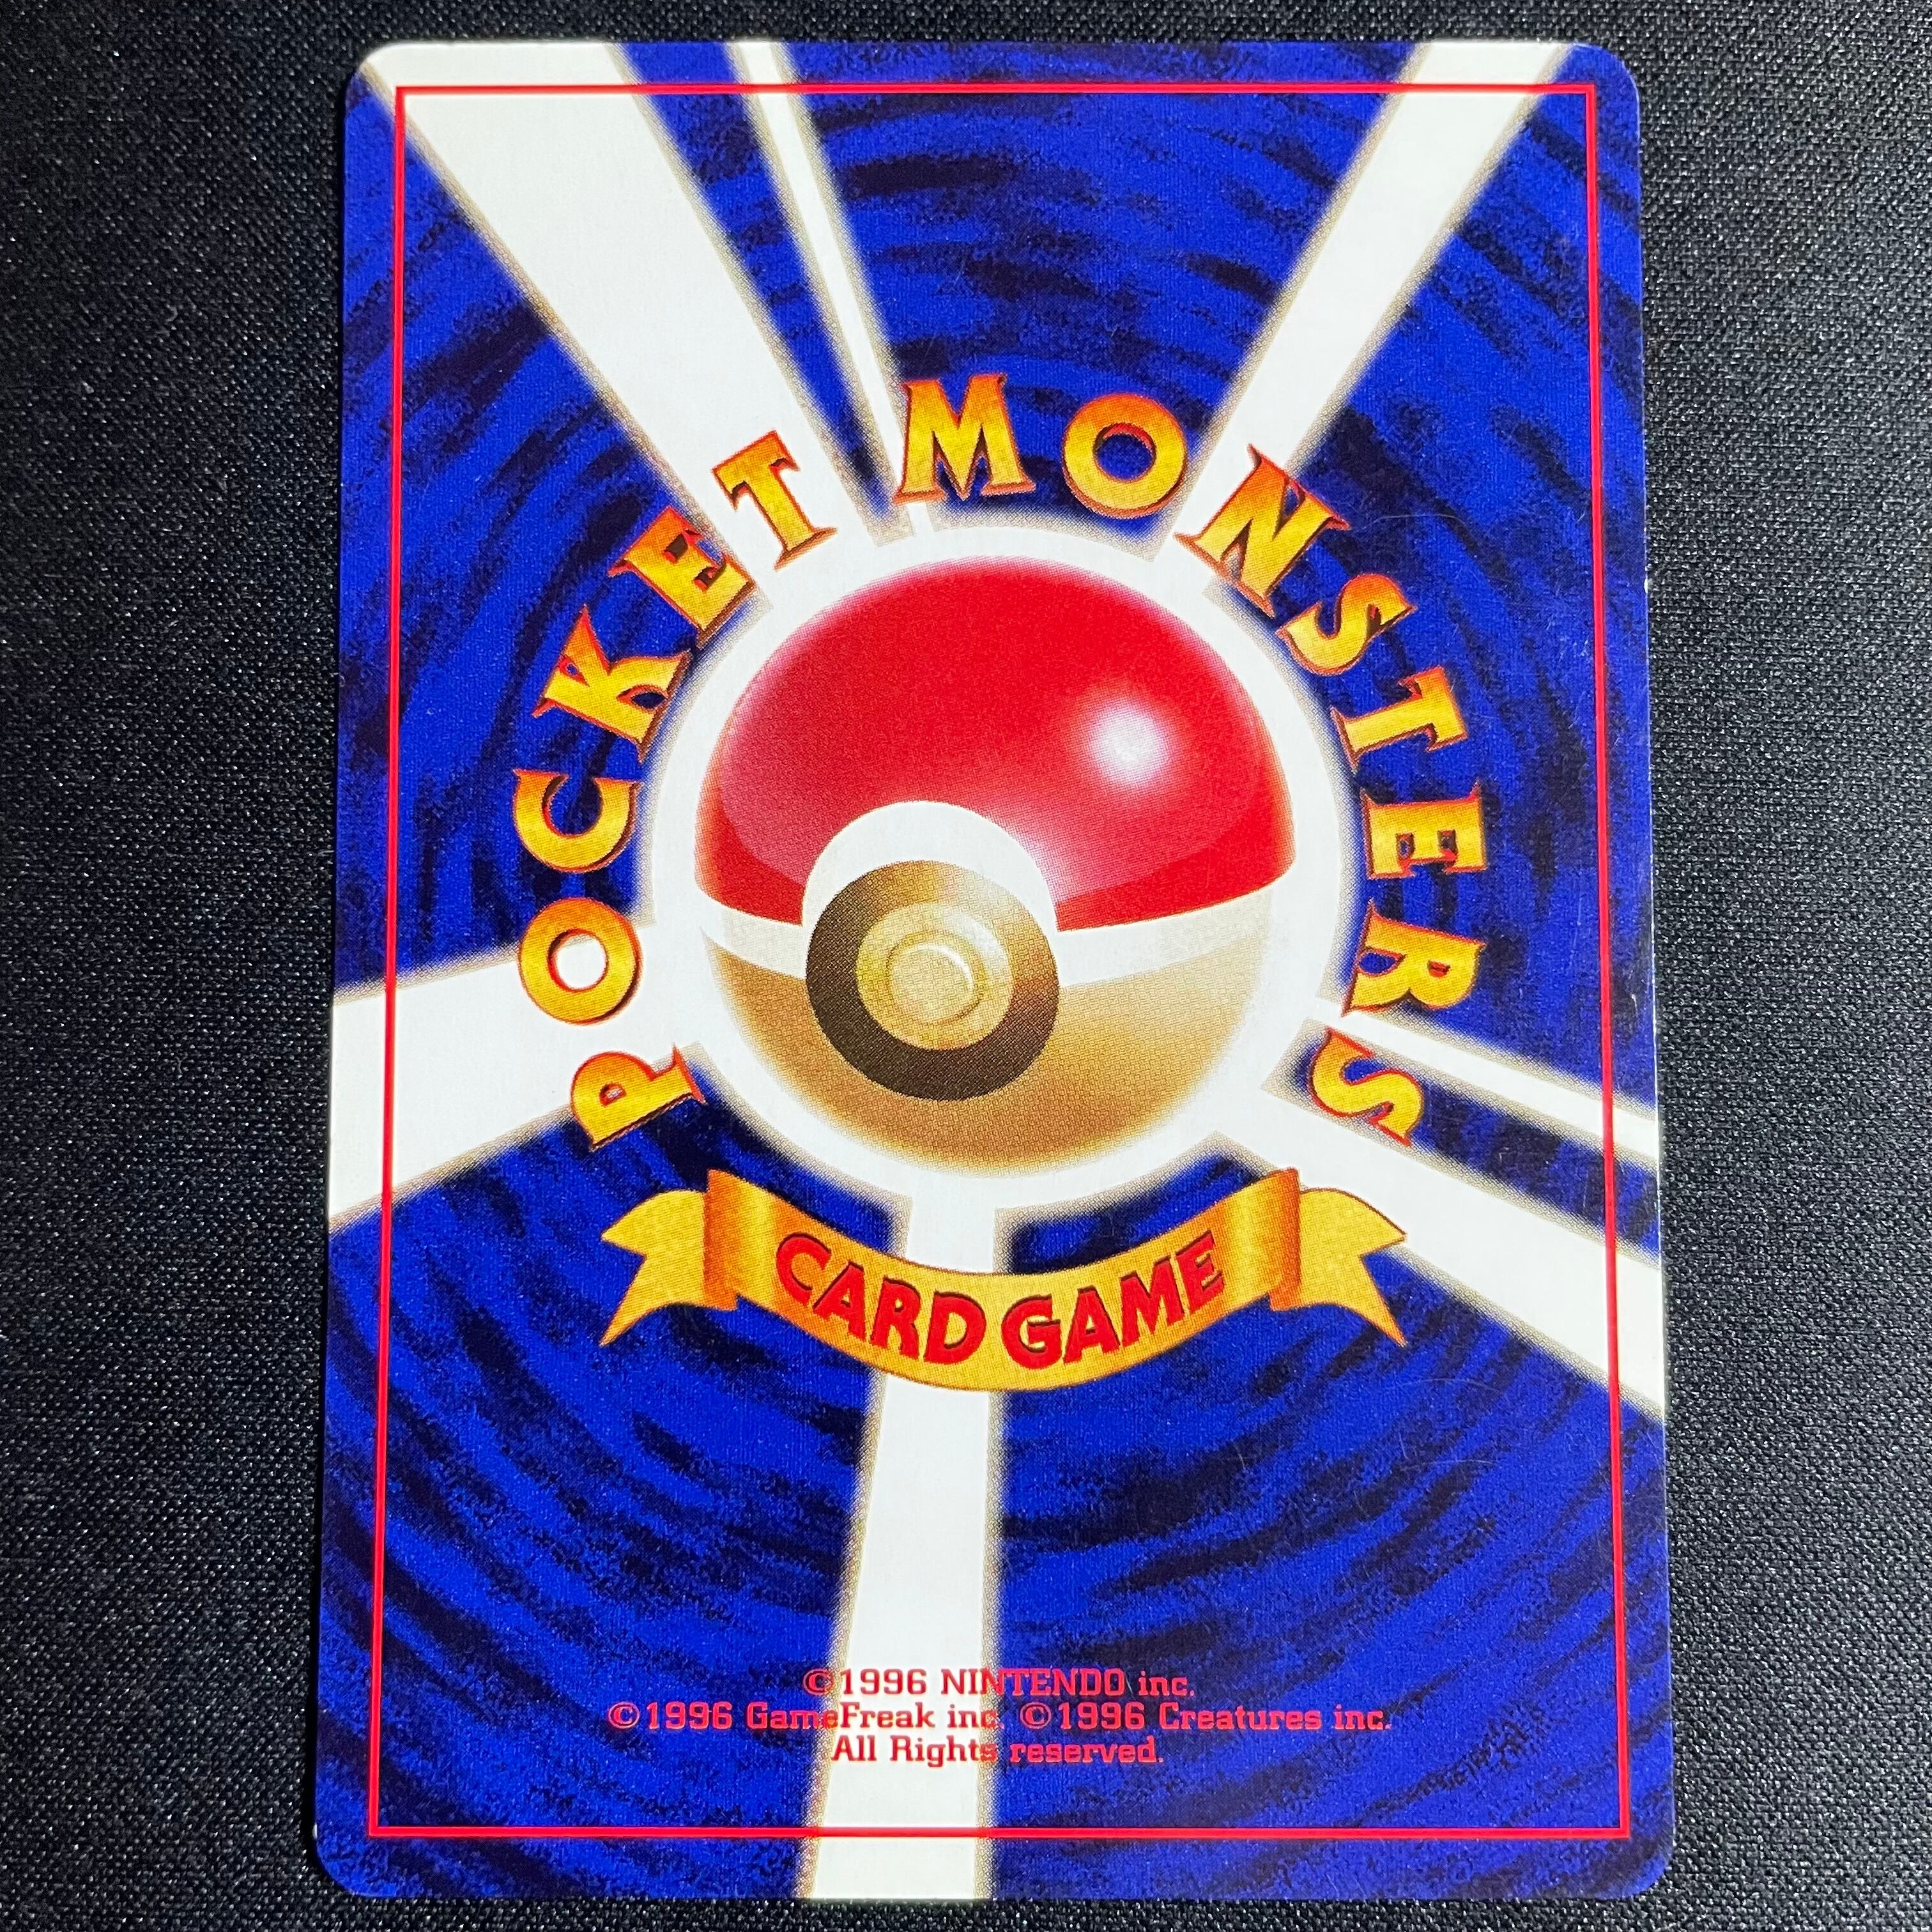 POCKET MONSTERS
CARD GAME
©1996 NINTENDO inc.
©1996 GameFreak inc. ©1996 Creatures inc.
All Rights reserved.